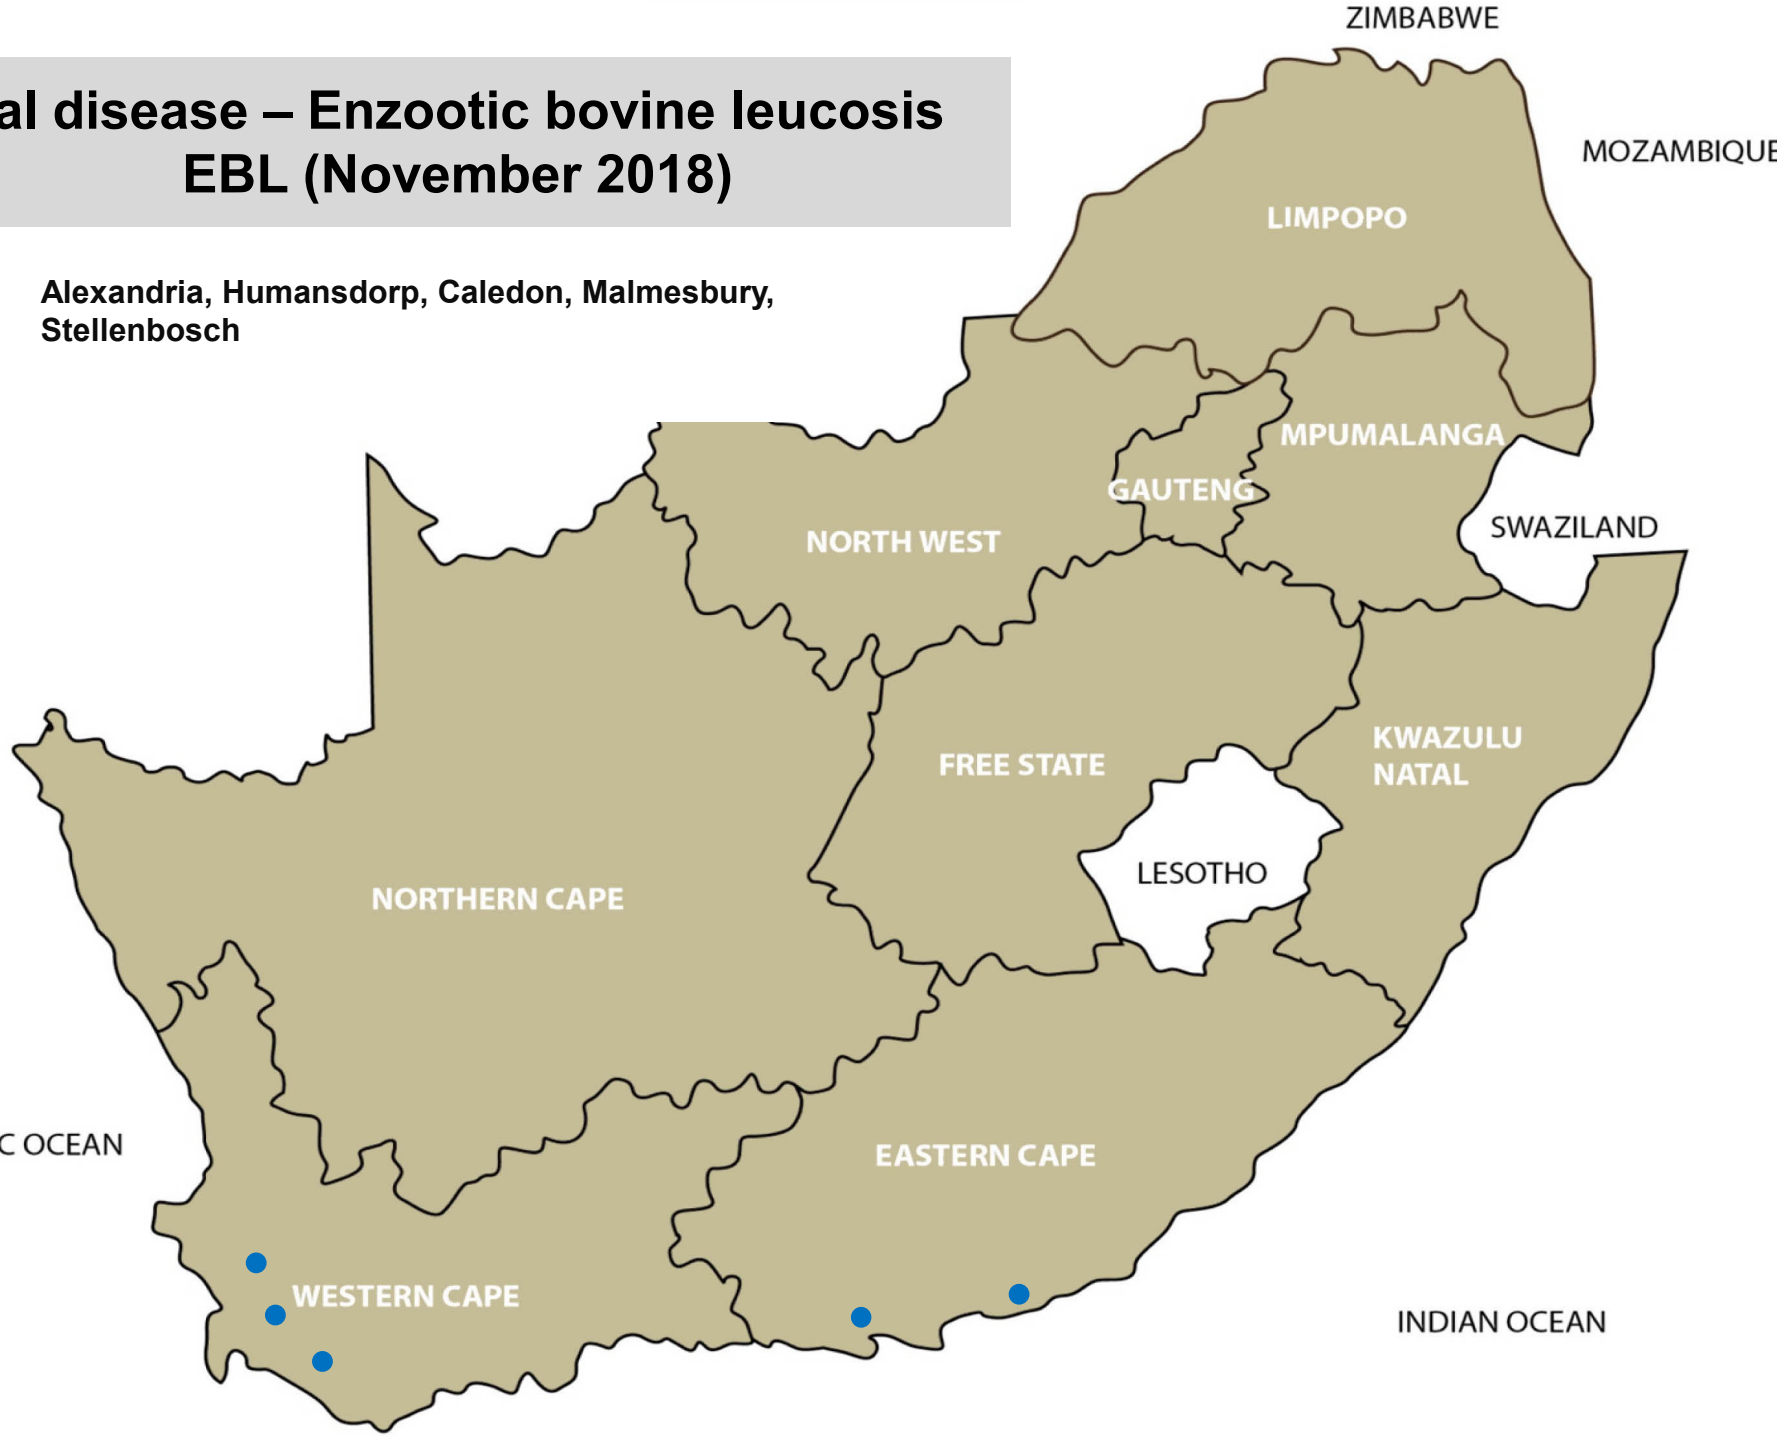 al disease – Enzootic bovine leucosis
EBL (November 2018)
Alexandria, Humansdorp, Caledon, Malmesbury,
Stellenbosch
ZIMBABWE
MOZAMBIQUE
LIMPOPO
MPUMALANGA
GAUTENG
NORTH WEST
SWAZILAND
KWAZULU
NATAL
FREE STATE
LESOTHO
NORTHERN CAPE
C OCEAN
EASTERN CAPE
WESTERN CAPE
INDIAN OCEAN